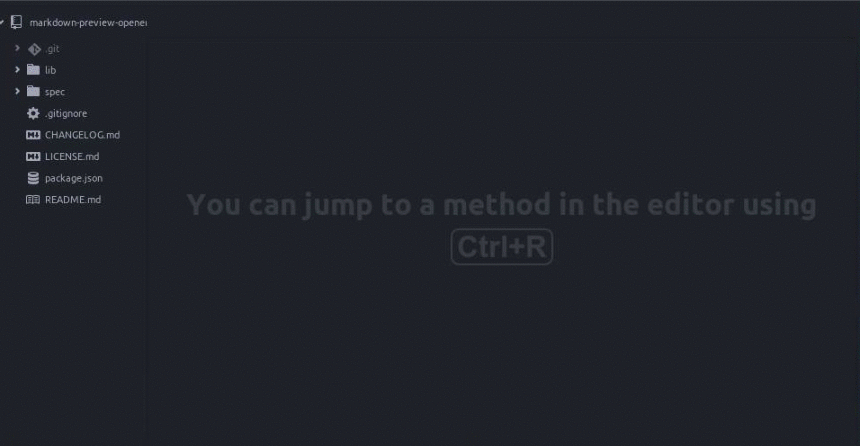 markdown-preview-opener
.git
lib
spec
.gitignore
CHANGELOG.md
LICENSE.md
package.json
README.md
You can jump to a method in the editor using
Ctrl+R